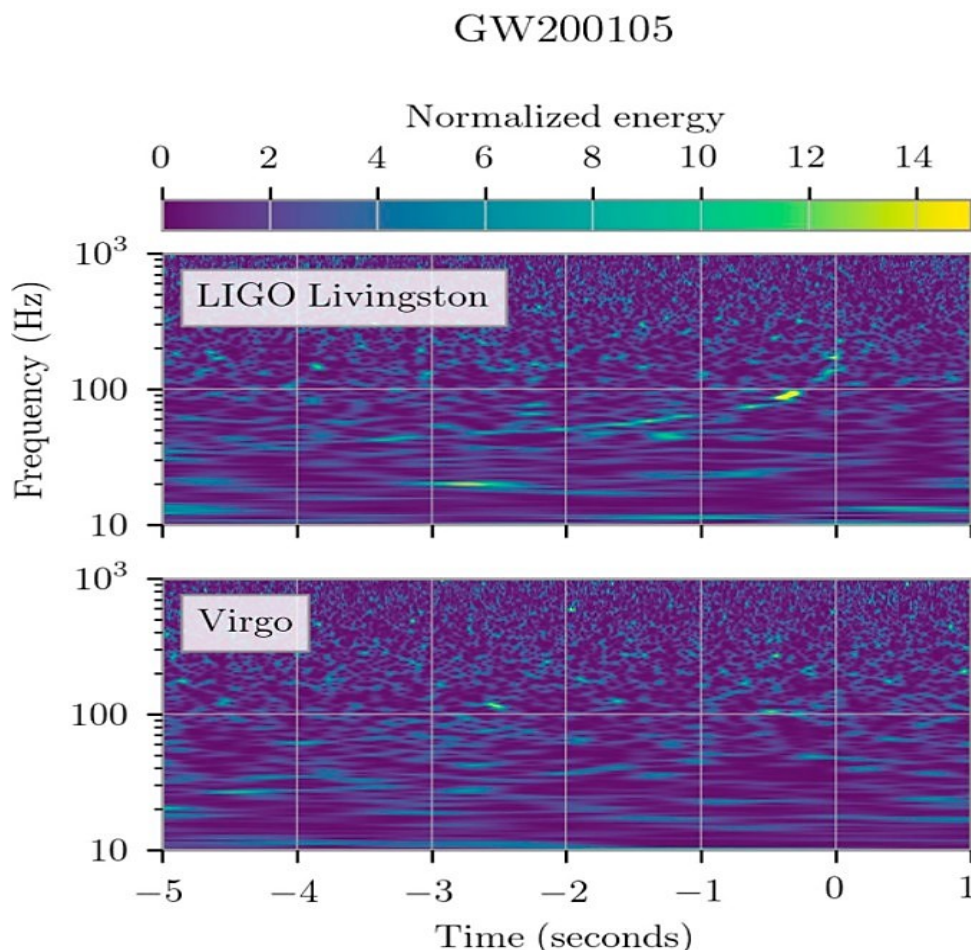 GW200105
Normalized energy
0 2 4 6 8 10 12 14
10³
LIGO Livingston
100
10
Frequency (Hz)
10³
Virgo
100
10
−5 −4 −3 −2 −1 0 1
Time (seconds)